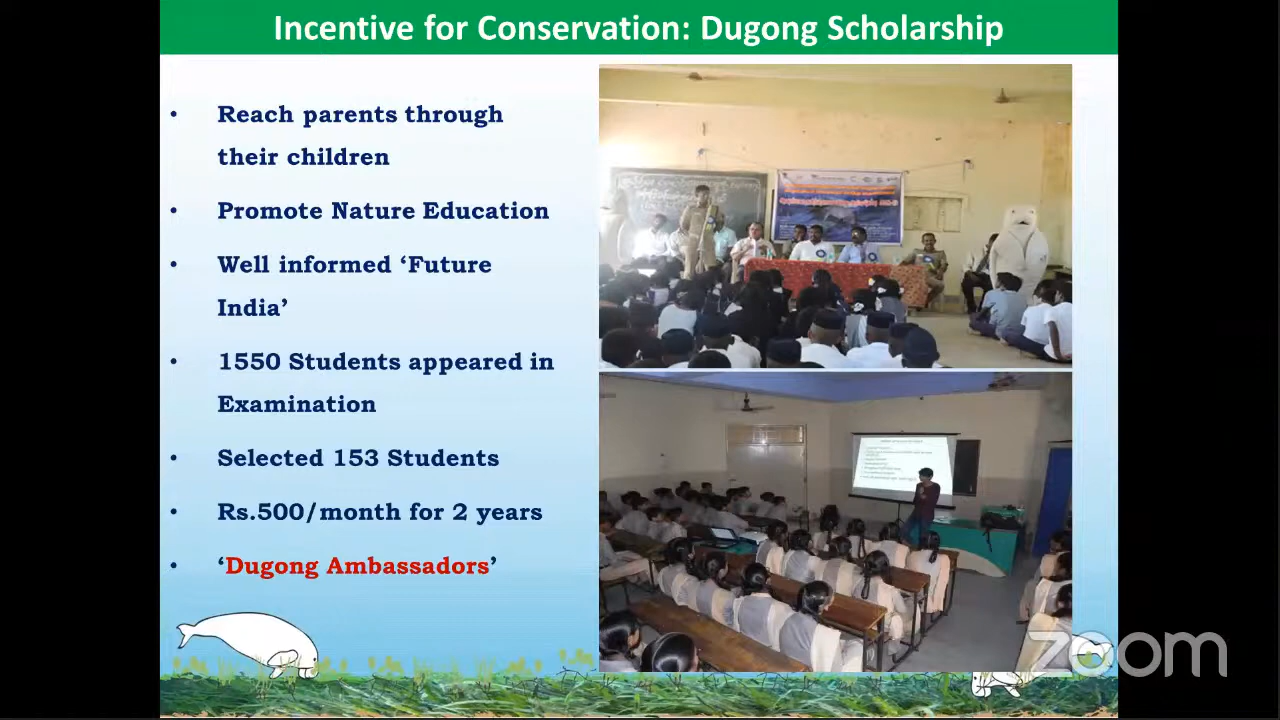 Incentive for Conservation: Dugong Scholarship
• Reach parents through
their children
• Promote Nature Education
• Well informed ‘Future
India’
• 1550 Students appeared in
Examination
• Selected 153 Students
• Rs.500/month for 2 years
• ‘Dugong Ambassadors’
zoom